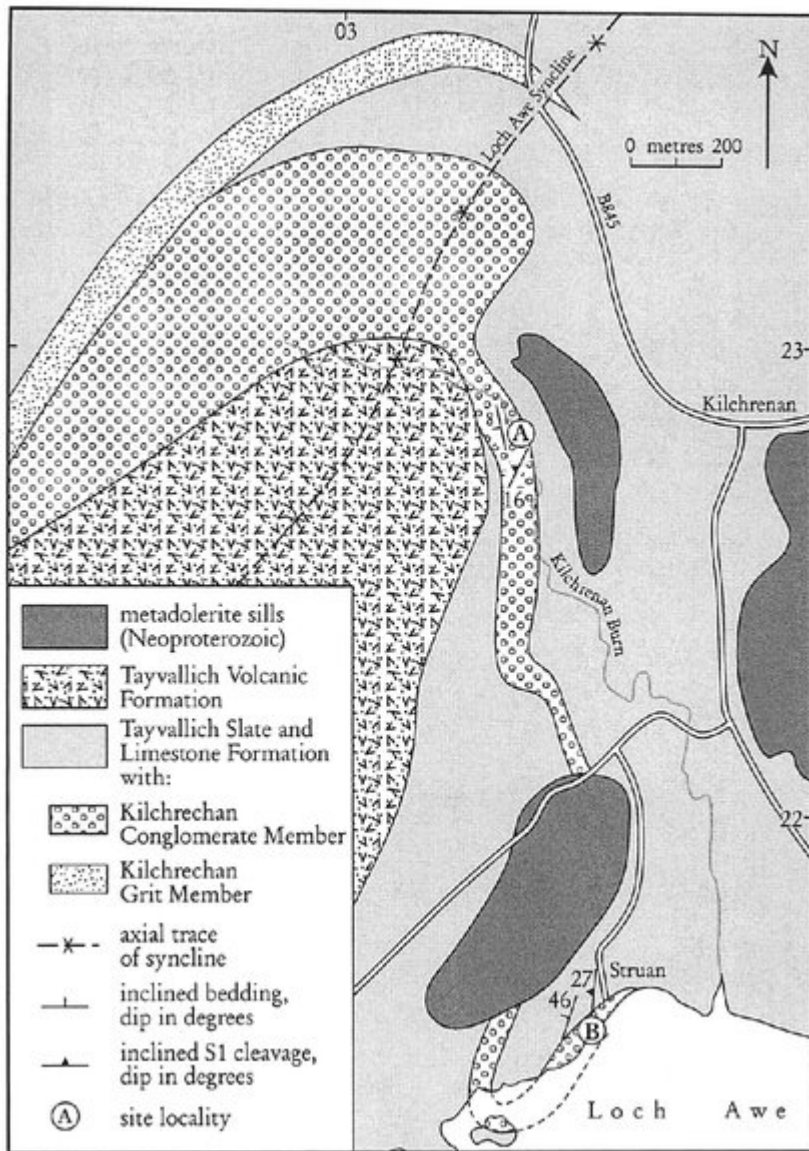 03
N
Loch Awe Syncline
0 metres 200
B845
23
Kilchrenan
A
16
Kilchrenan Burn
metadolerite sills
(Neoproterozoic)
Tayvallich Volcanic
Formation
Tayvallich Slate and
Limestone Formation
with:
Kilchrechan
Conglomerate Member
Kilchrechan
Grit Member
axial trace
of syncline
inclined bedding,
dip in degrees
inclined S1 cleavage,
dip in degrees
A site locality
22
Struan
27
46
B
Loch Awe